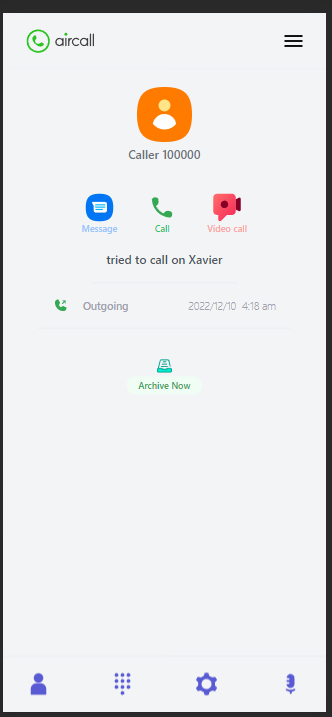 aircall
Caller 100000
Message Call Video call
tried to call on Xavier
Outgoing 2022/12/10 4:18 am
Archive Now